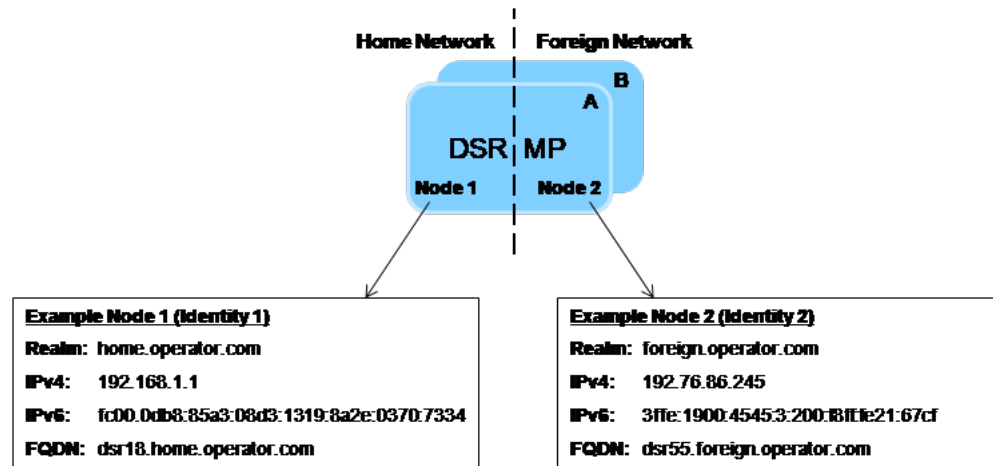 Home Network
Foreign Network
B
A
DSR MP
Node 1
Node 2
Example Node 1 (Identity 1)
Realm: home.operator.com
IPv4: 192.168.1.1
IPv6: fc00:0db8:85a3:08d3:1319:8a2e:0370:7334
FQDN: dsr18.home.operator.com
Example Node 2 (Identity 2)
Realm: foreign.operator.com
IPv4: 192.76.86.245
IPv6: 3ffe:1900:4545:3:200:f8ff:fe21:67cf
FQDN: dsr55.foreign.operator.com